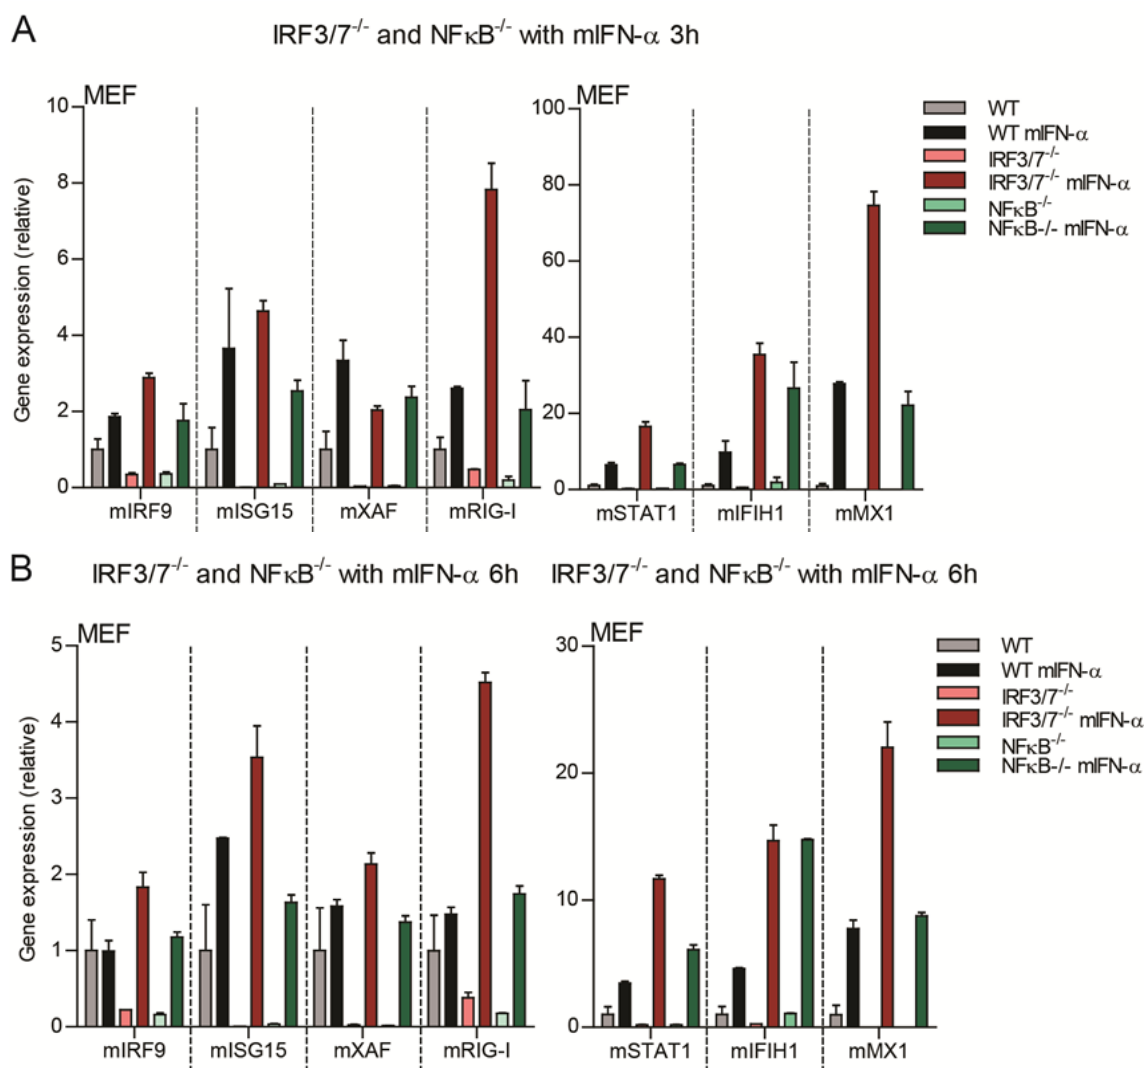 A
IRF3/7-/- and NFκB-/- with mIFN-α 3h
MEF
MEF
Gene expression (relative)
10
8
6
4
2
0
mIRF9 mISG15 mXAF mRIG-I
100
80
60
40
20
0
mSTAT1 mIFIH1 mMX1
WT
WT mIFN-α
IRF3/7-/-
IRF3/7-/- mIFN-α
NFκB-/-
NFκB-/- mIFN-α
B
IRF3/7-/- and NFκB-/- with mIFN-α 6h
IRF3/7-/- and NFκB-/- with mIFN-α 6h
MEF
MEF
Gene expression (relative)
5
4
3
2
1
0
mIRF9 mISG15 mXAF mRIG-I
30
20
10
0
mSTAT1 mIFIH1 mMX1
WT
WT mIFN-α
IRF3/7-/-
IRF3/7-/- mIFN-α
NFκB-/-
NFκB-/- mIFN-α